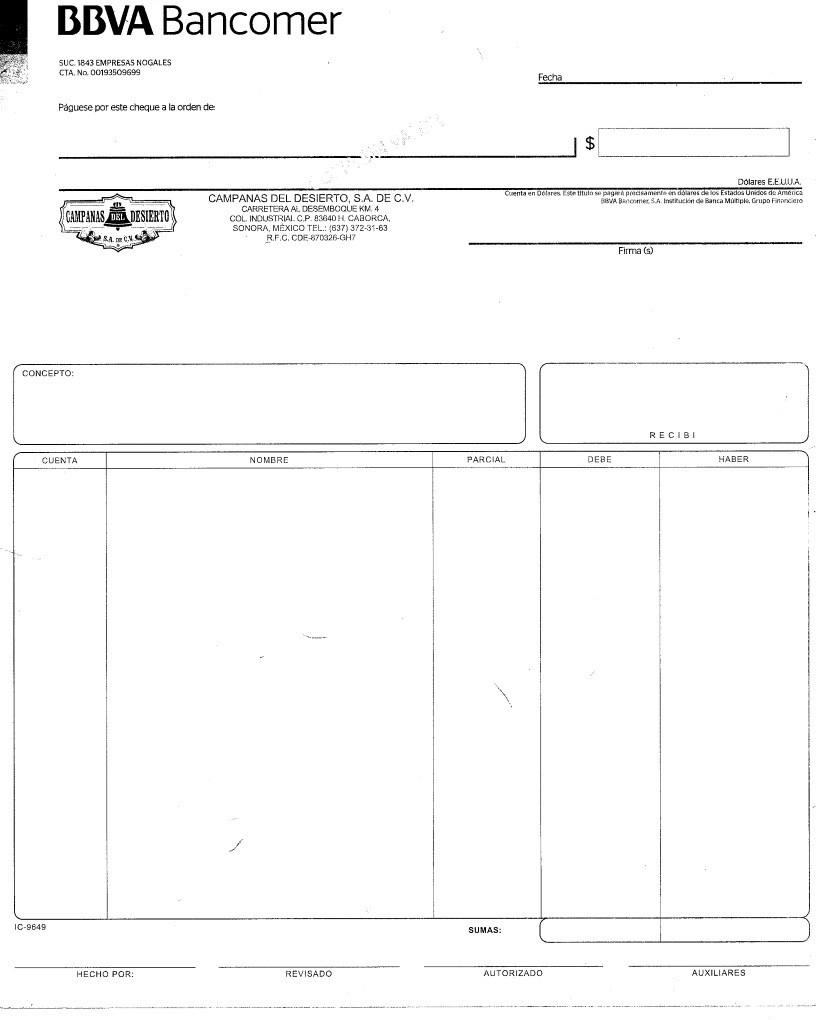 BBVA Bancomer
SUC. 1843 EMPRESAS NOGALES
CTA. No. 00193509699
Fecha
Páguese por este cheque a la orden de:
$
Dólares E.E.U.U.A.
Cuenta en Dólares. Este título se pagará precisamente en dólares de los Estados Unidos de América
BBVA Bancomer, S.A. Institución de Banca Múltiple. Grupo Financiero
CAMPANAS DEL DESIERTO
S.A. DE C.V.
CAMPANAS DEL DESIERTO, S.A. DE C.V.
CARRETERA AL DESEMBOQUE KM. 4
COL. INDUSTRIAL. C.P. 83640 H. CABORCA,
SONORA, MÉXICO TEL.: (637) 372-31-63
R.F.C. CDE-870326-GH7
Firma (s)
CONCEPTO:
RECIBI
CUENTA NOMBRE PARCIAL DEBE HABER
IC-9649
SUMAS:
HECHO POR: REVISADO AUTORIZADO AUXILIARES